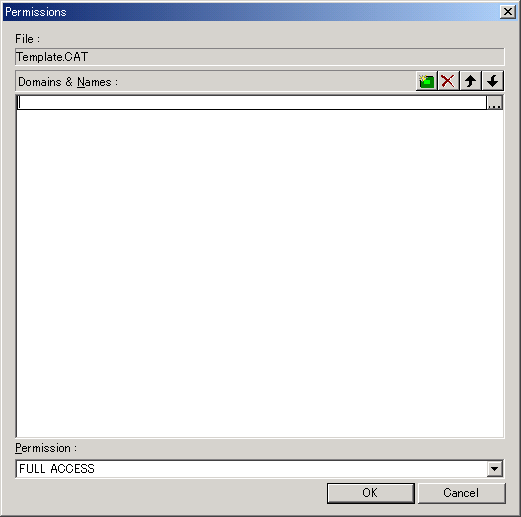 Permissions
File :
Template.CAT
Domains & Names :
...
Permission :
FULL ACCESS
OK
Cancel